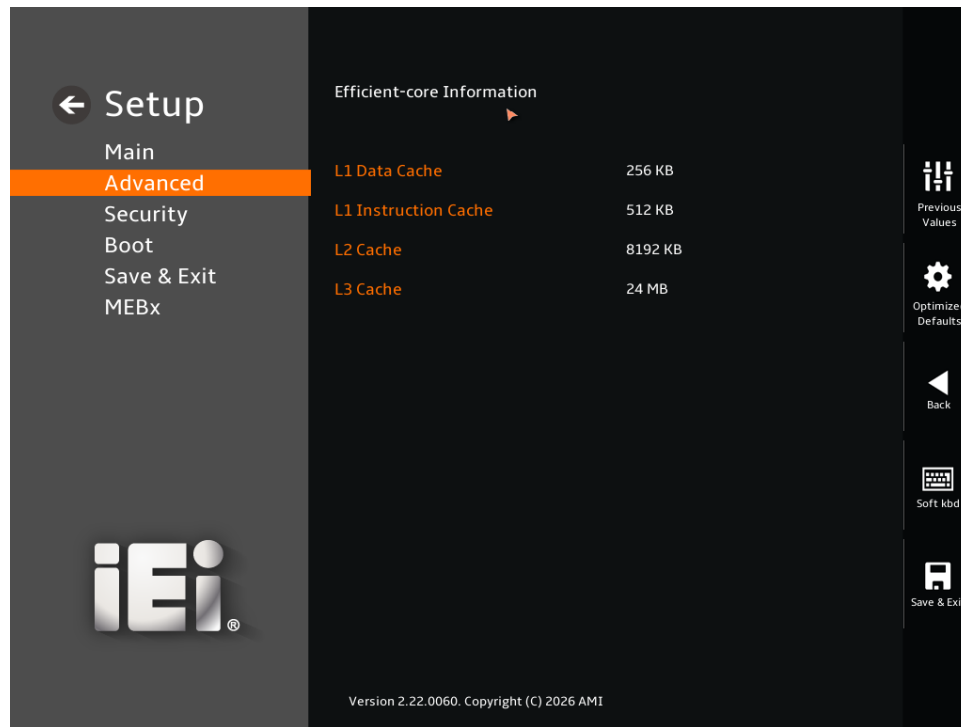 Setup
Main
Advanced
Security
Boot
Save & Exit
MEBx
Efficient-core Information
L1 Data Cache 256 KB
L1 Instruction Cache 512 KB
L2 Cache 8192 KB
L3 Cache 24 MB
Previous
Values
Optimize
Defaults
Back
Soft kbd
Save & Exi
iEi®
Version 2.22.0060. Copyright (C) 2026 AMI